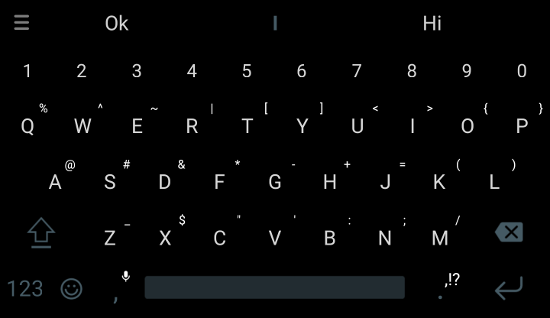 Ok I Hi
1 2 3 4 5 6 7 8 9 0
% ^ ~ | [ ] < > { }
Q W E R T Y U I O P
@ # & * - + = ( )
A S D F G H J K L
_ $ " ' : ; /
Z X C V B N M
,!?
123 , .